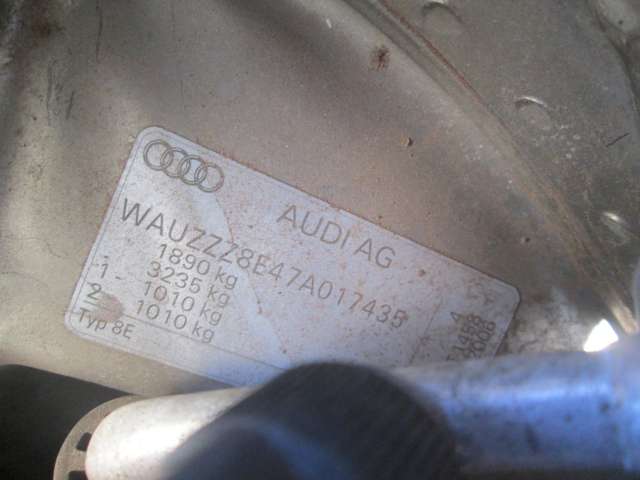 AUDI AG
WAUZZZ8E47A017435
1890 kg
3235 kg
1 - 1010 kg
2 - 1010 kg
Typ 8E